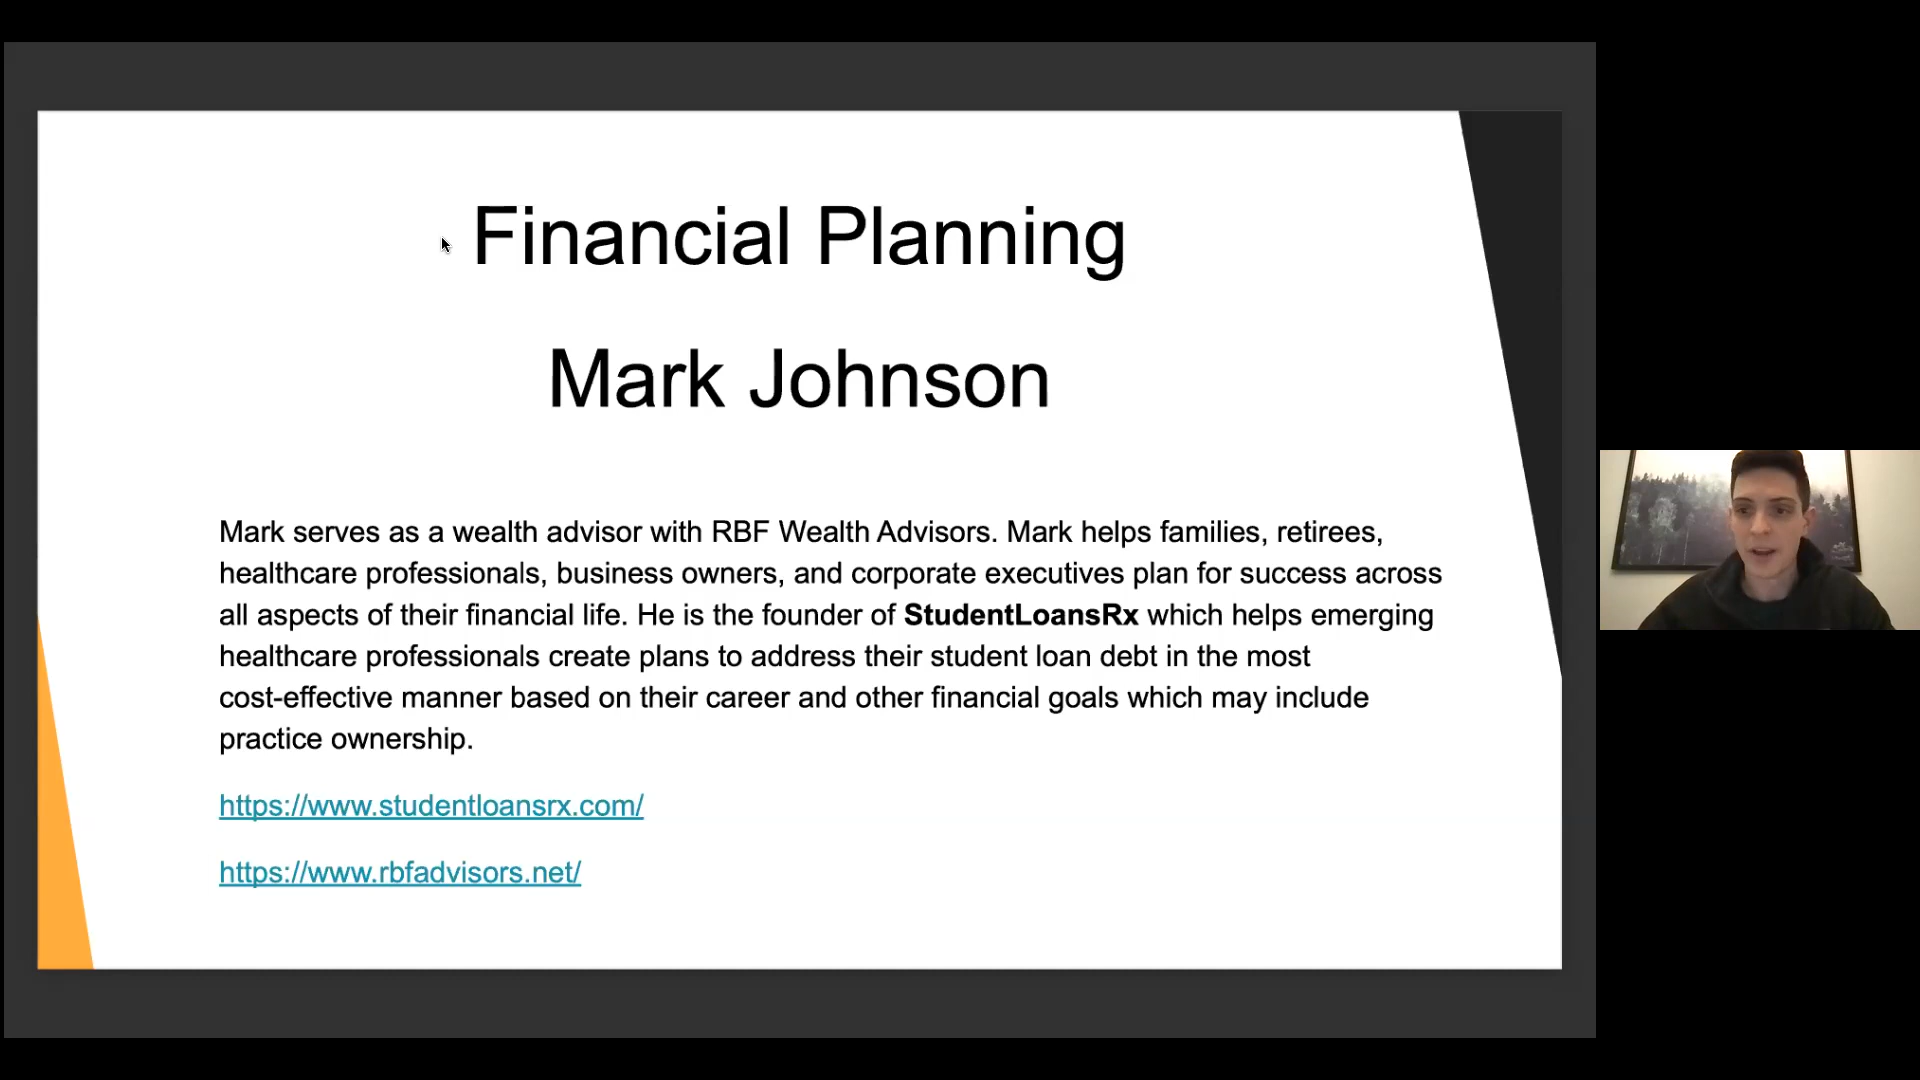 Financial Planning
Mark Johnson
Mark serves as a wealth advisor with RBF Wealth Advisors. Mark helps families, retirees,
healthcare professionals, business owners, and corporate executives plan for success across
all aspects of their financial life. He is the founder of StudentLoansRx which helps emerging
healthcare professionals create plans to address their student loan debt in the most
cost-effective manner based on their career and other financial goals which may include
practice ownership.
https://www.studentloansrx.com/
https://www.rbfadvisors.net/